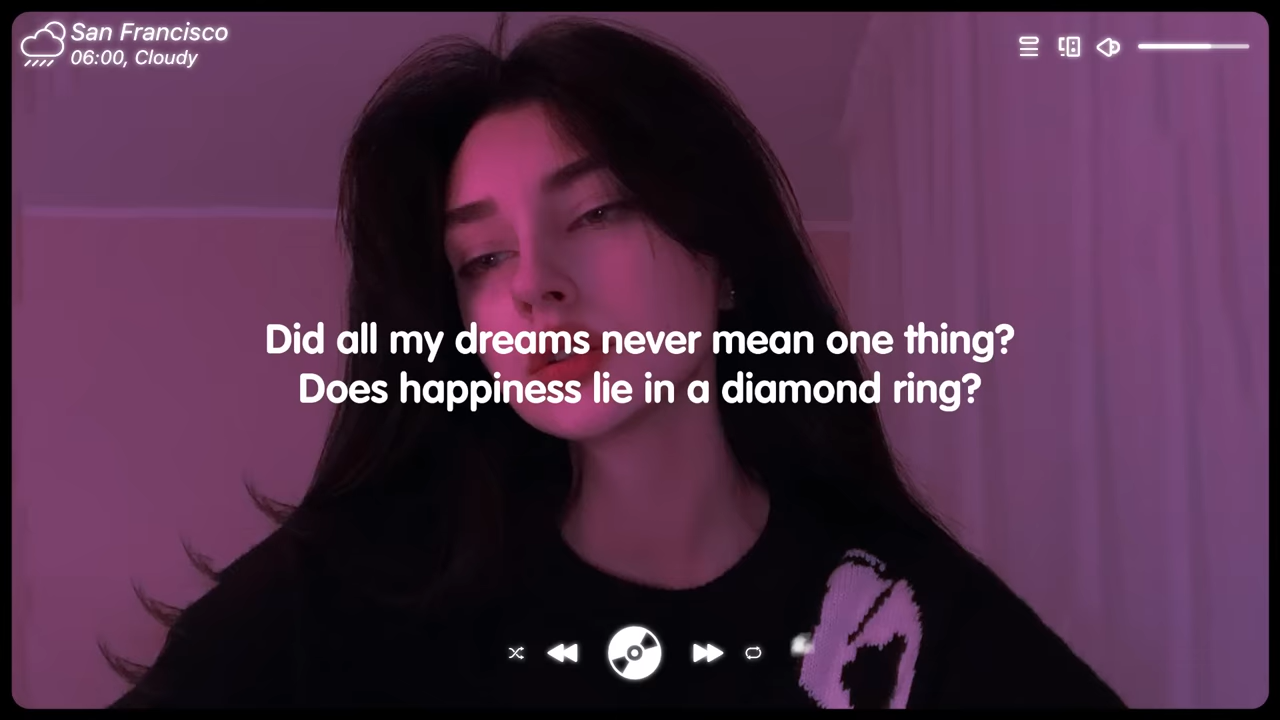 San Francisco
06:00, Cloudy
Did all my dreams never mean one thing?
Does happiness lie in a diamond ring?